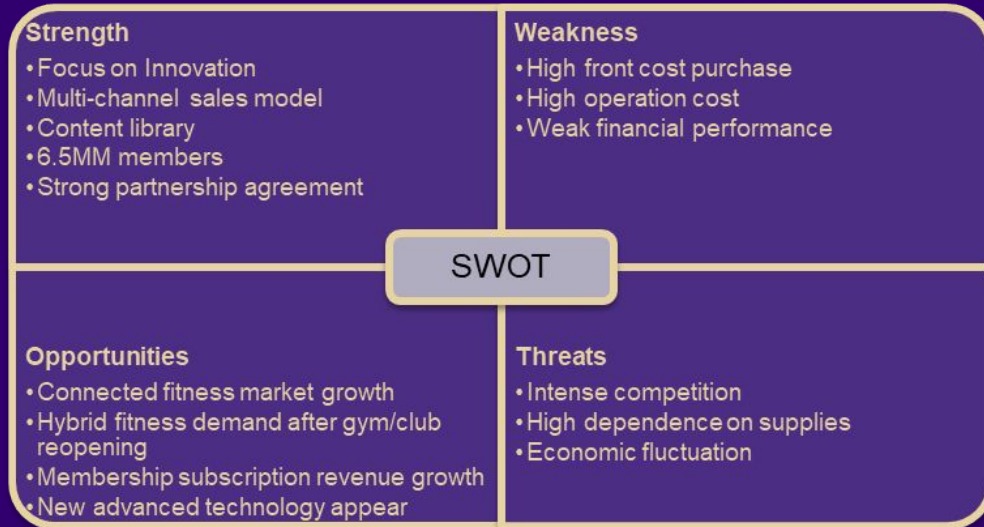 Strength
•Focus on Innovation
•Multi-channel sales model
•Content library
•6.5MM members
•Strong partnership agreement
Weakness
•High front cost purchase
•High operation cost
•Weak financial performance
SWOT
Opportunities
•Connected fitness market growth
•Hybrid fitness demand after gym/club
reopening
•Membership subscription revenue growth
•New advanced technology appear
Threats
•Intense competition
•High dependence on supplies
•Economic fluctuation